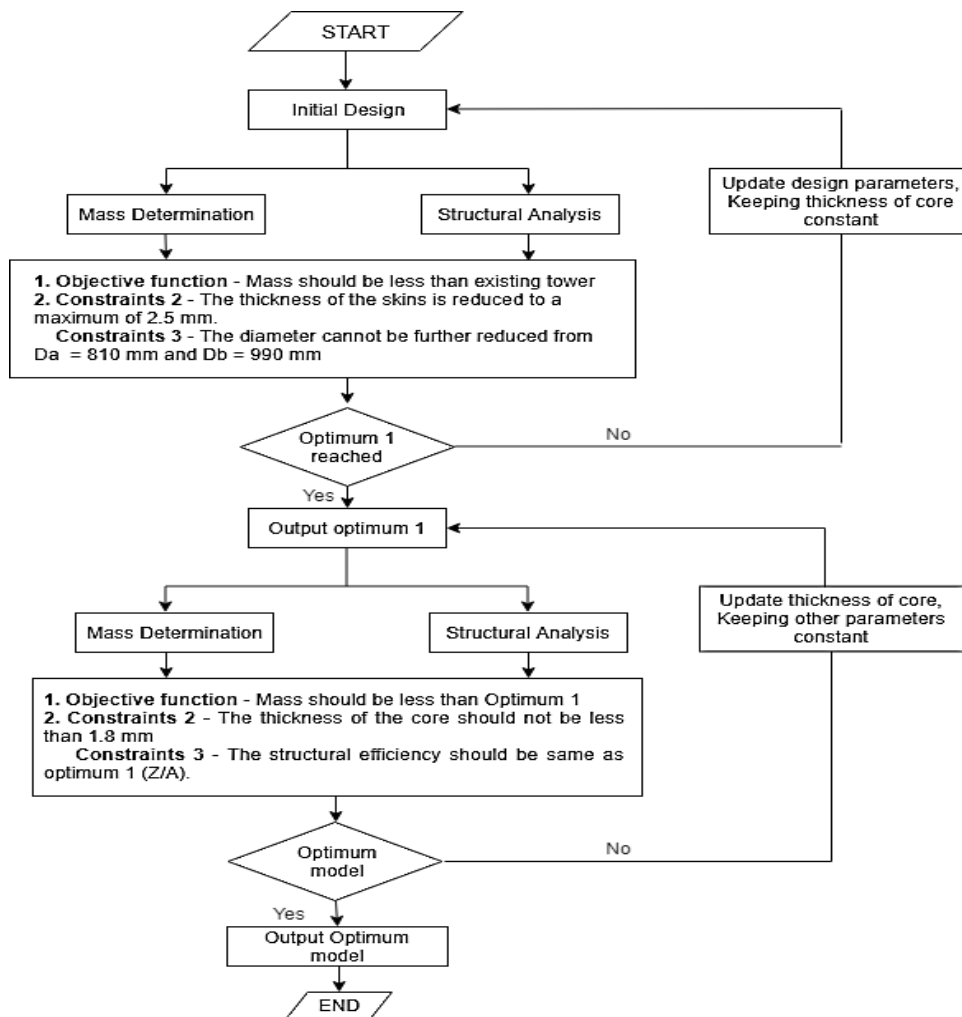 START
Initial Design
Mass Determination
Structural Analysis
Update design parameters,
Keeping thickness of core
constant
1. Objective function - Mass should be less than existing tower
2. Constraints 2 - The thickness of the skins is reduced to a
maximum of 2.5 mm.
Constraints 3 - The diameter cannot be further reduced from
Da = 810 mm and Db = 990 mm
Optimum 1
reached
No
Yes
Output optimum 1
Mass Determination
Structural Analysis
Update thickness of core,
Keeping other parameters
constant
1. Objective function - Mass should be less than Optimum 1
2. Constraints 2 - The thickness of the core should not be less
than 1.8 mm
Constraints 3 - The structural efficiency should be same as
optimum 1 (Z/A).
Optimum
model
No
Yes
Output Optimum
model
END